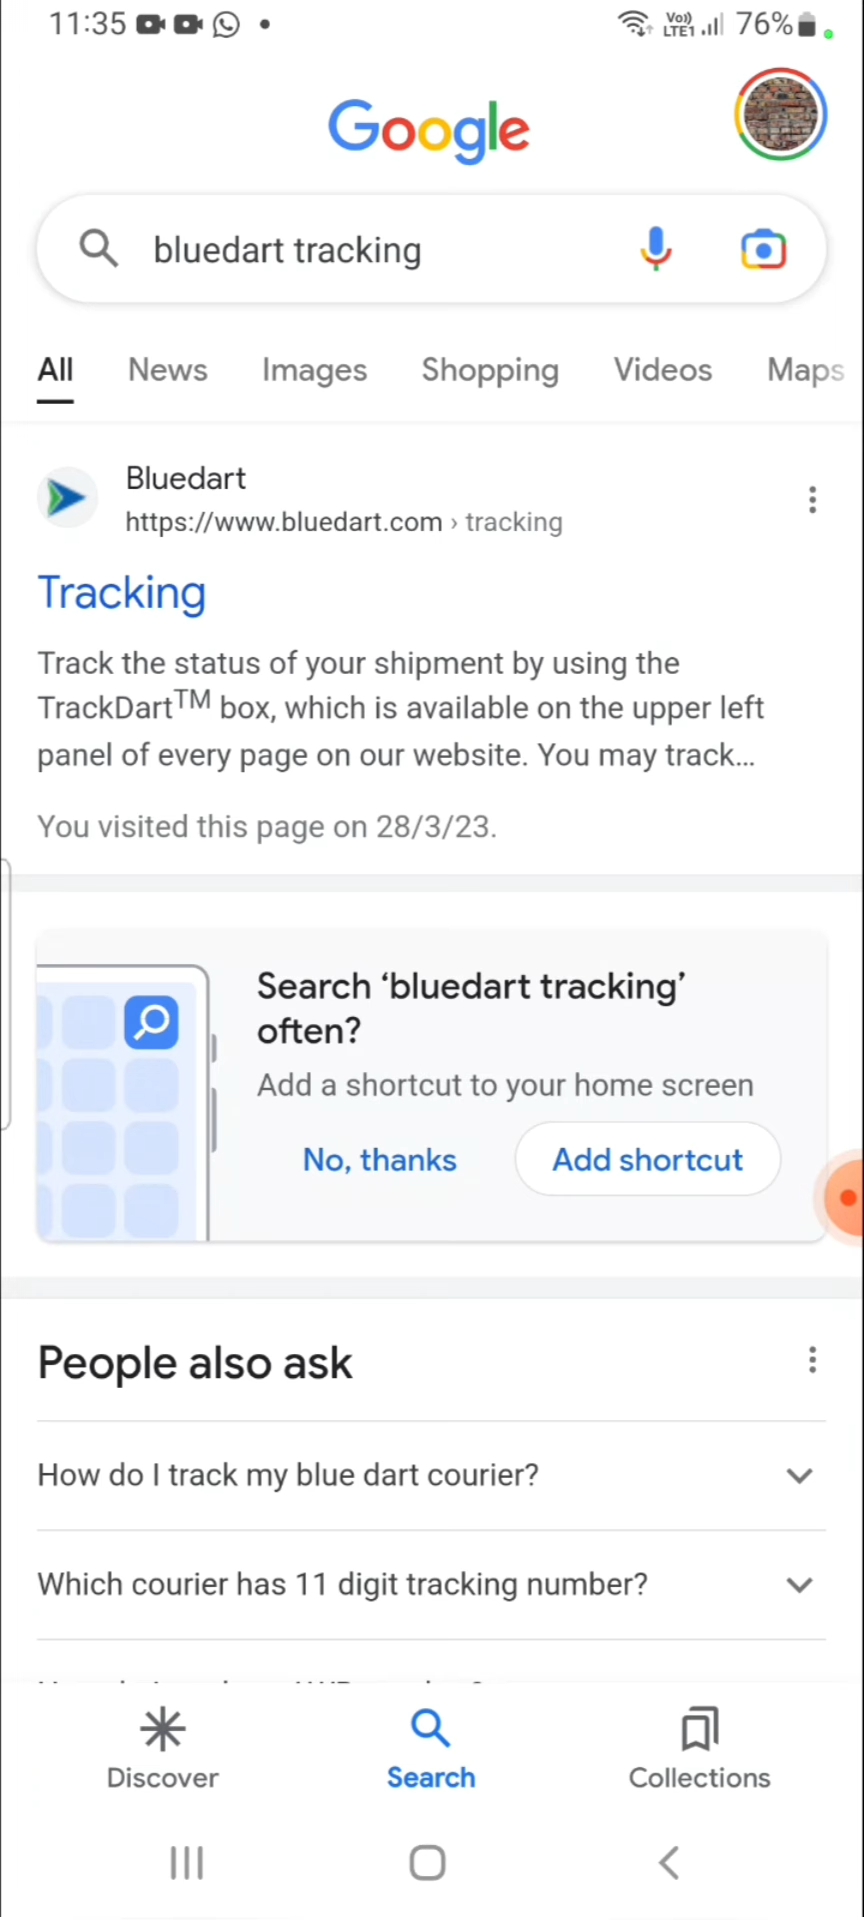 11:35 Vo)) LTE1 76%
Google
bluedart tracking
All News Images Shopping Videos Maps
Bluedart
https://www.bluedart.com › tracking
Tracking
Track the status of your shipment by using the
TrackDart™ box, which is available on the upper left
panel of every page on our website. You may track...
You visited this page on 28/3/23.
Search ‘bluedart tracking’
often?
Add a shortcut to your home screen
No, thanks Add shortcut
People also ask
How do I track my blue dart courier?
Which courier has 11 digit tracking number?
Discover Search Collections